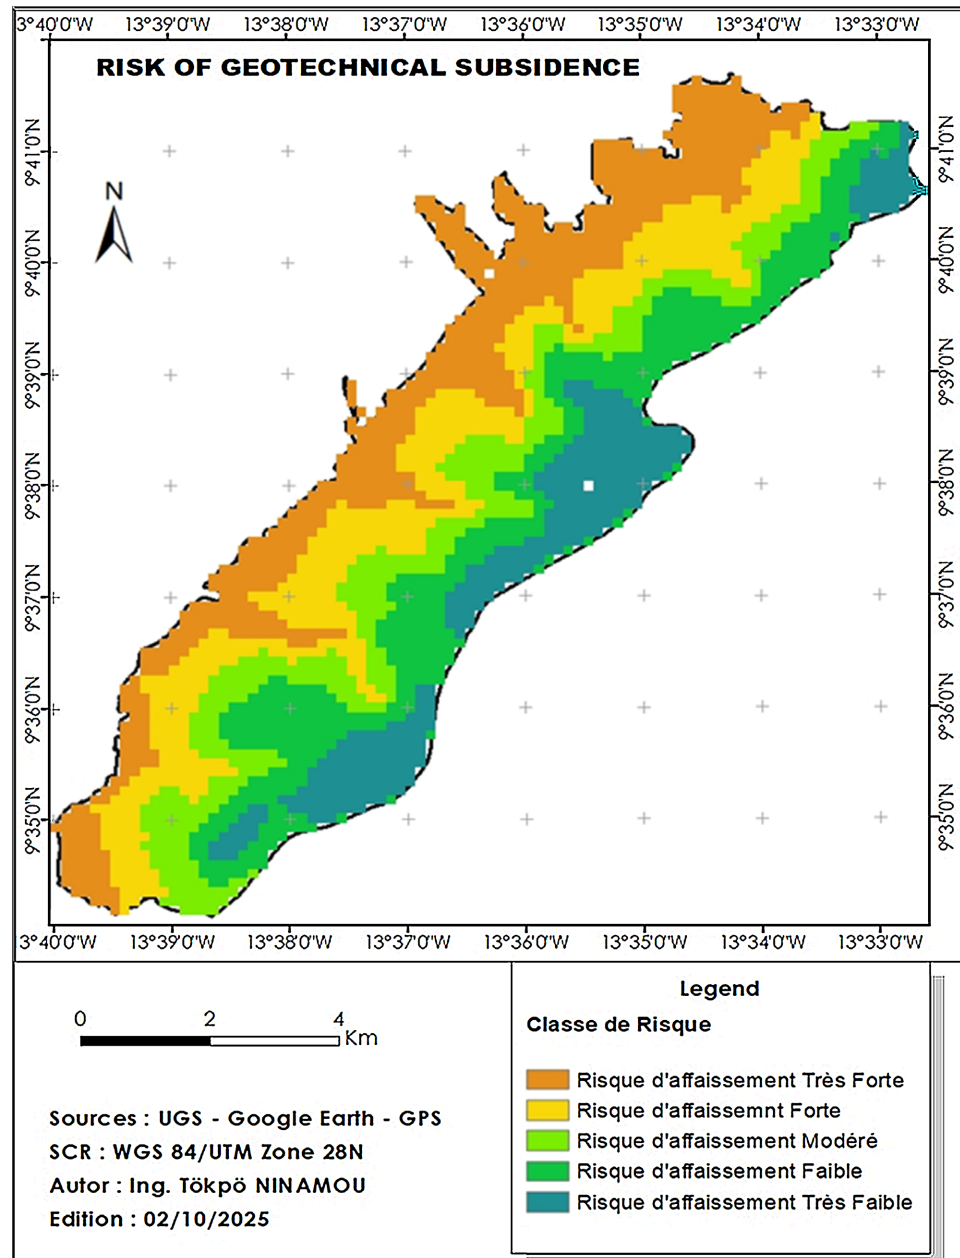 3°40'0"W 13°39'0"W 13°38'0"W 13°37'0"W 13°36'0"W 13°35'0"W 13°34'0"W 13°33'0"W
RISK OF GEOTECHNICAL SUBSIDENCE
9°41'0"N 9°41'0"N
N
9°40'0"N 9°40'0"N
9°39'0"N 9°39'0"N
9°38'0"N 9°38'0"N
9°37'0"N 9°37'0"N
9°36'0"N 9°36'0"N
9°35'0"N 9°35'0"N
3°40'0"W 13°39'0"W 13°38'0"W 13°37'0"W 13°36'0"W 13°35'0"W 13°34'0"W 13°33'0"W
0 2 4
Km
Sources : UGS - Google Earth - GPS
SCR : WGS 84/UTM Zone 28N
Autor : Ing. Tökpö NINAMOU
Edition : 02/10/2025
Legend
Classe de Risque
Risque d'affaissement Très Forte
Risque d'affaissemnt Forte
Risque d'affaissement Modéré
Risque d'affaissement Faible
Risque d'affaissement Très Faible